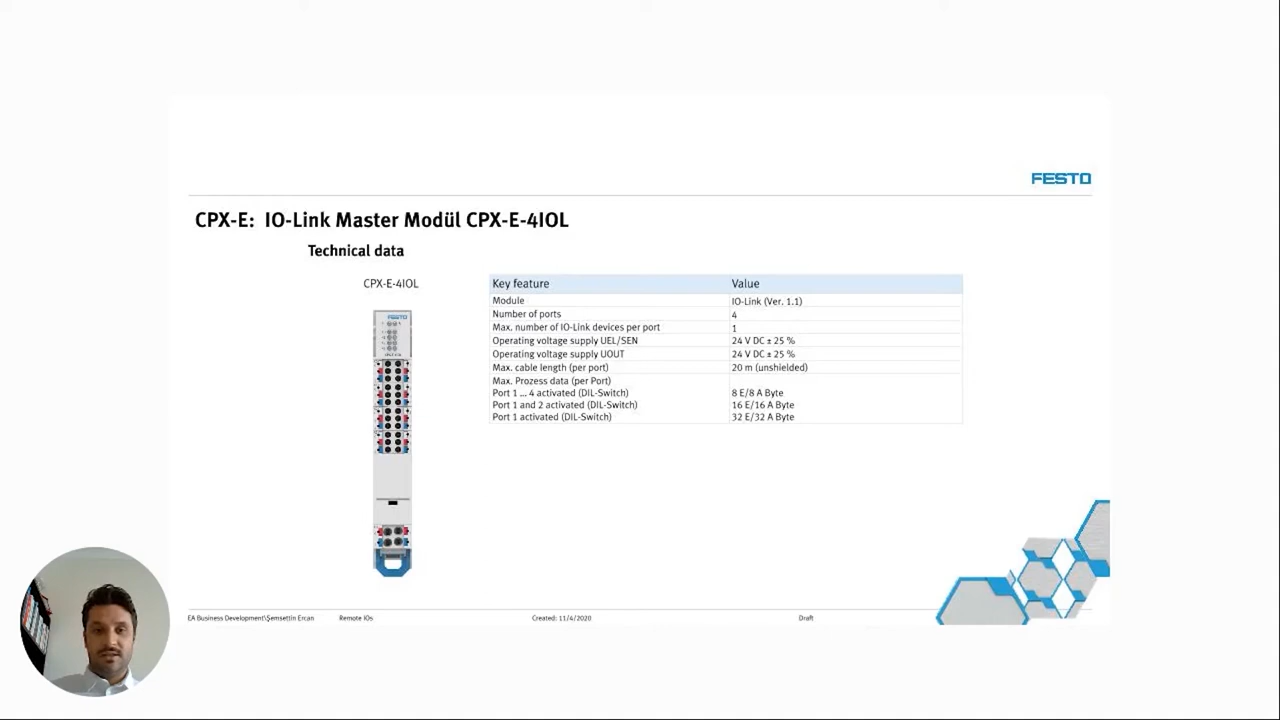 FESTO
CPX-E: IO-Link Master Modül CPX-E-4IOL
Technical data
CPX-E-4IOL
FESTO
Key feature Value
Module IO-Link (Ver. 1.1)
Number of ports 4
Max. number of IO-Link devices per port 1
Operating voltage supply UEL/SEN 24 V DC ± 25 %
Operating voltage supply UOUT 24 V DC ± 25 %
Max. cable length (per port) 20 m (unshielded)
Max. Prozess data (per Port)
Port 1 ... 4 activated (DIL-Switch) 8 E/8 A Byte
Port 1 and 2 activated (DIL-Switch) 16 E/16 A Byte
Port 1 activated (DIL-Switch) 32 E/32 A Byte
EA Business Development\Şemsettin Ercan Remote IOs Created: 11/4/2020 Draft